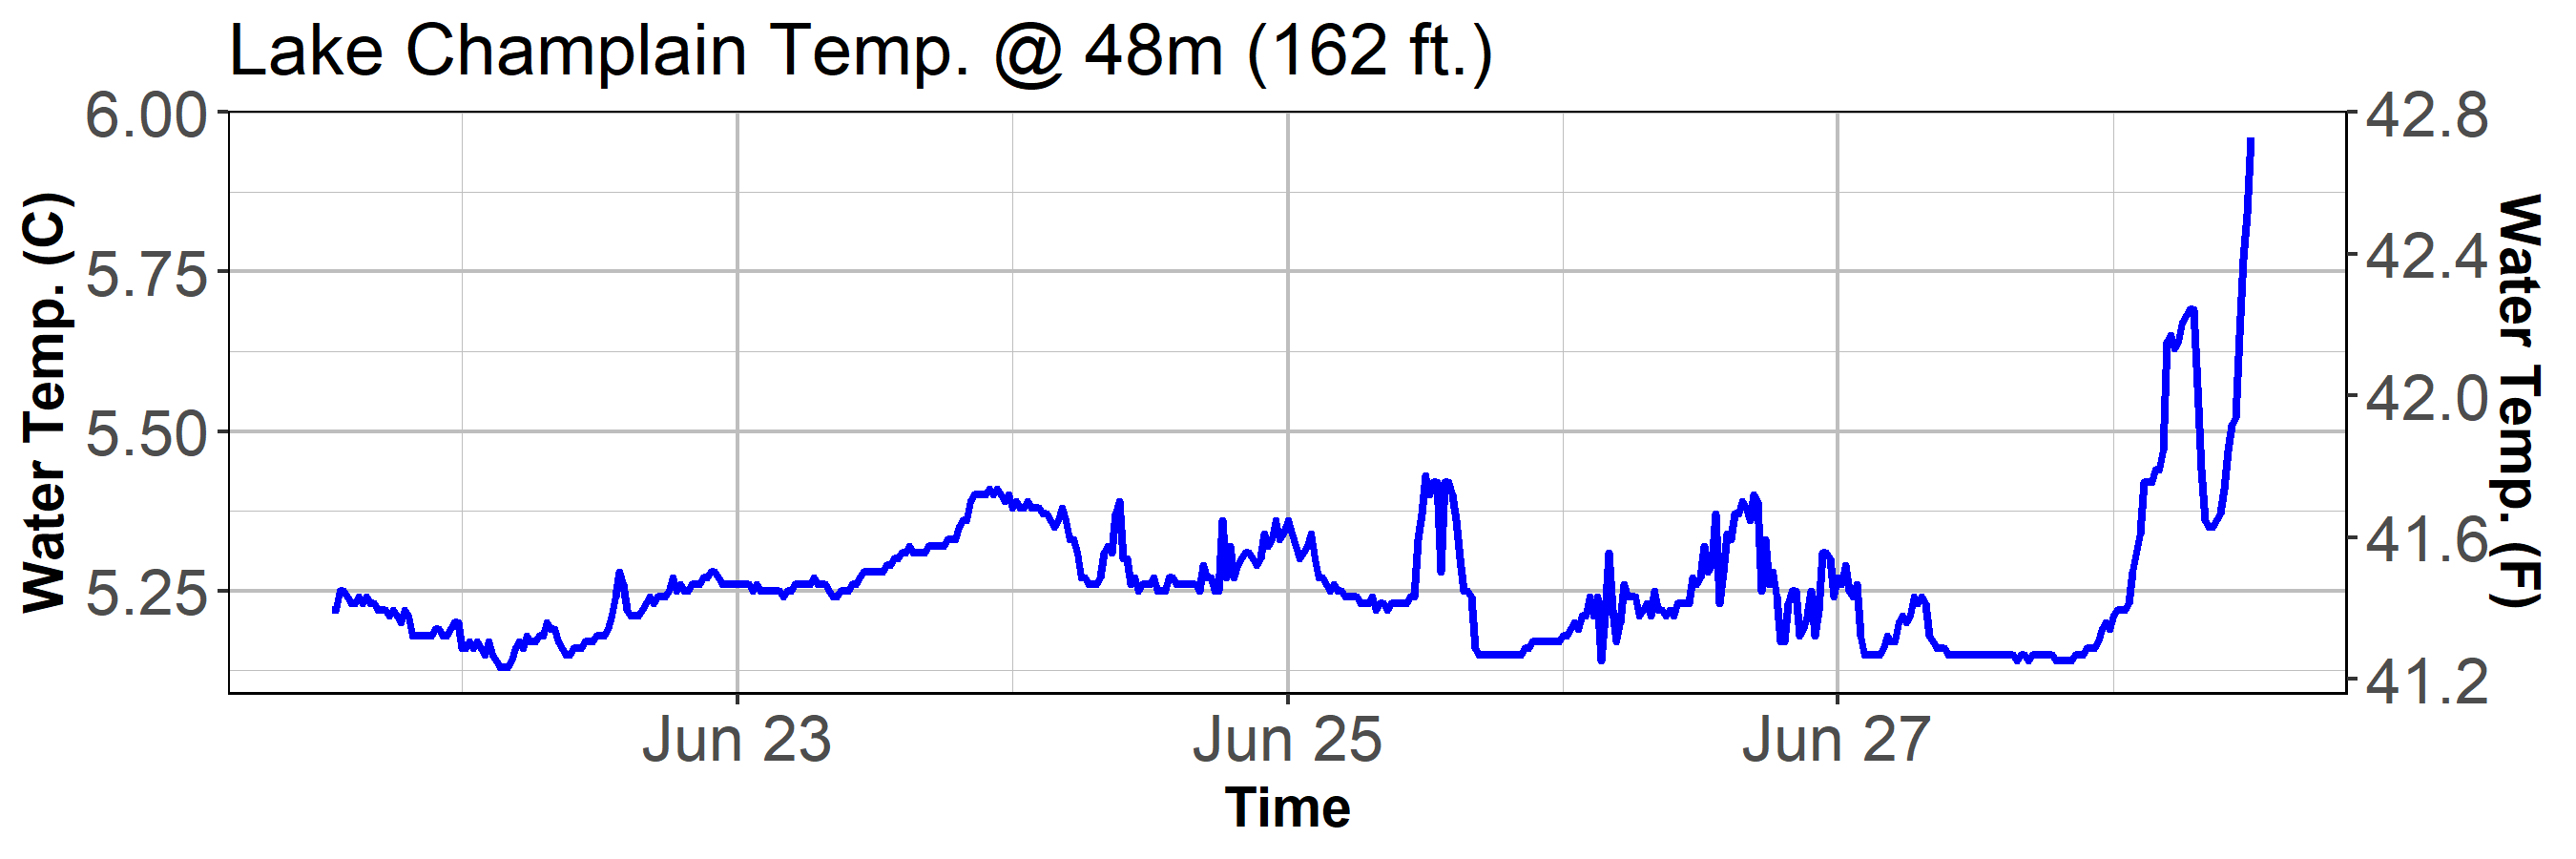 Lake Champlain Temp. @ 48m (162 ft.)
Water Temp. (C)
6.00
5.75
5.50
5.25
42.8
42.4
42.0
41.6
41.2
Water Temp. (F)
Jun 23
Jun 25
Jun 27
Time